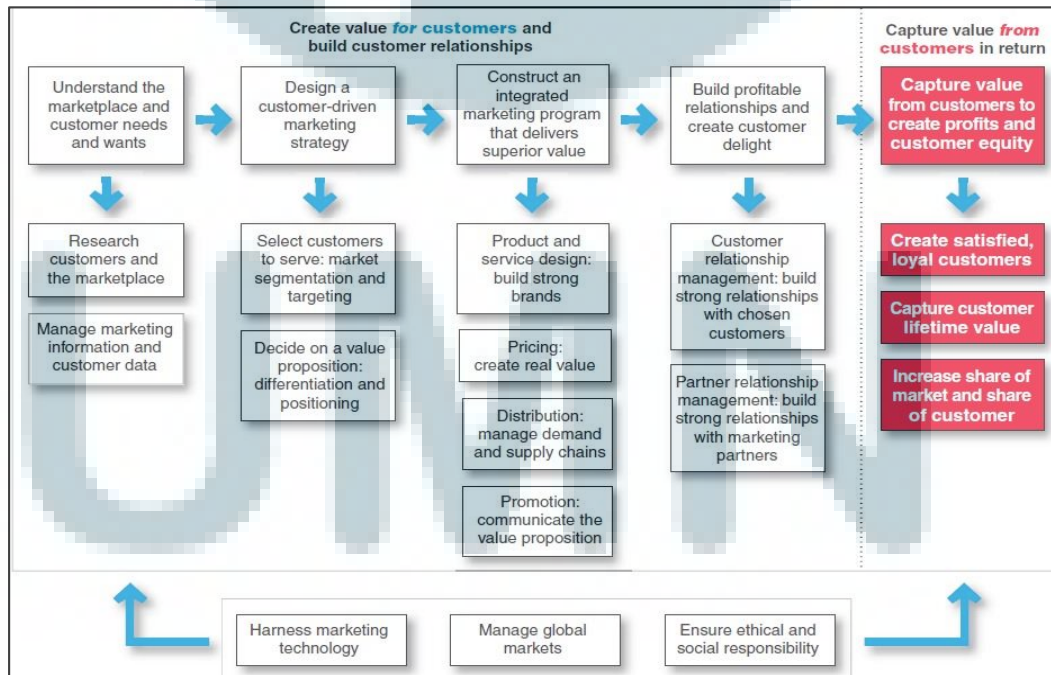 Create value for customers and
build customer relationships
Capture value from
customers in return
Understand the
marketplace and
customer needs
and wants
Design a
customer-driven
marketing
strategy
Construct an
integrated
marketing program
that delivers
superior value
Build profitable
relationships and
create customer
delight
Capture value
from customers to
create profits and
customer equity
Research
customers and
the marketplace
Manage marketing
information and
customer data
Select customers
to serve: market
segmentation and
targeting
Decide on a value
proposition:
differentiation and
positioning
Product and
service design:
build strong
brands
Pricing:
create real value
Distribution:
manage demand
and supply chains
Promotion:
communicate the
value proposition
Customer
relationship
management: build
strong relationships
with chosen
customers
Partner relationship
management: build
strong relationships
with marketing
partners
Create satisfied,
loyal customers
Capture customer
lifetime value
Increase share of
market and share
of customer
Harness marketing
technology
Manage global
markets
Ensure ethical and
social responsibility
UMN